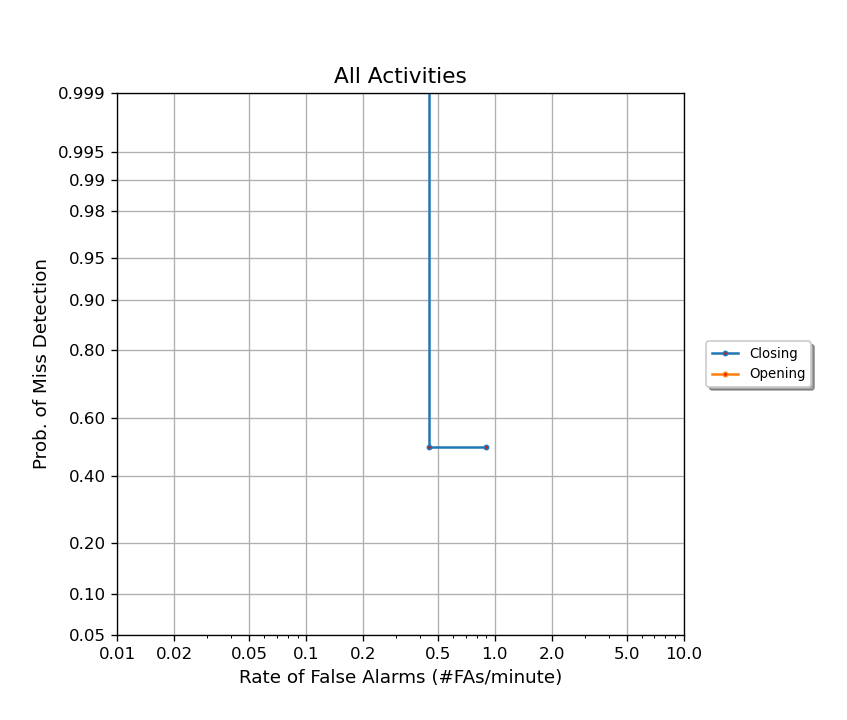 All Activities
0.999
0.995
0.99
0.98
0.95
0.90
0.80
0.60
0.40
0.20
0.10
0.05
Prob. of Miss Detection
0.01 0.02 0.05 0.1 0.2 0.5 1.0 2.0 5.0 10.0
Rate of False Alarms (#FAs/minute)
Closing
Opening